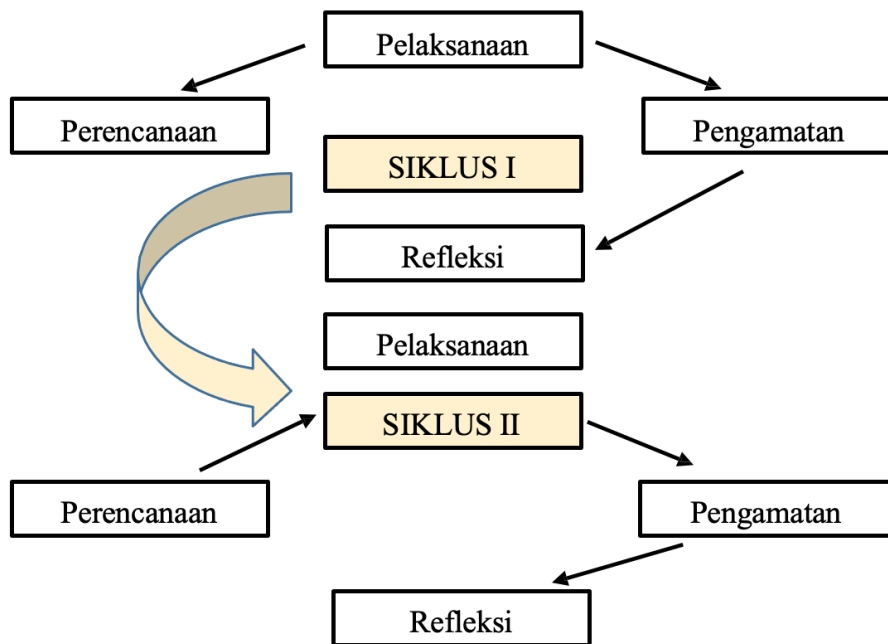 Pelaksanaan
Perencanaan
Pengamatan
SIKLUS I
Refleksi
Pelaksanaan
SIKLUS II
Perencanaan
Pengamatan
Refleksi